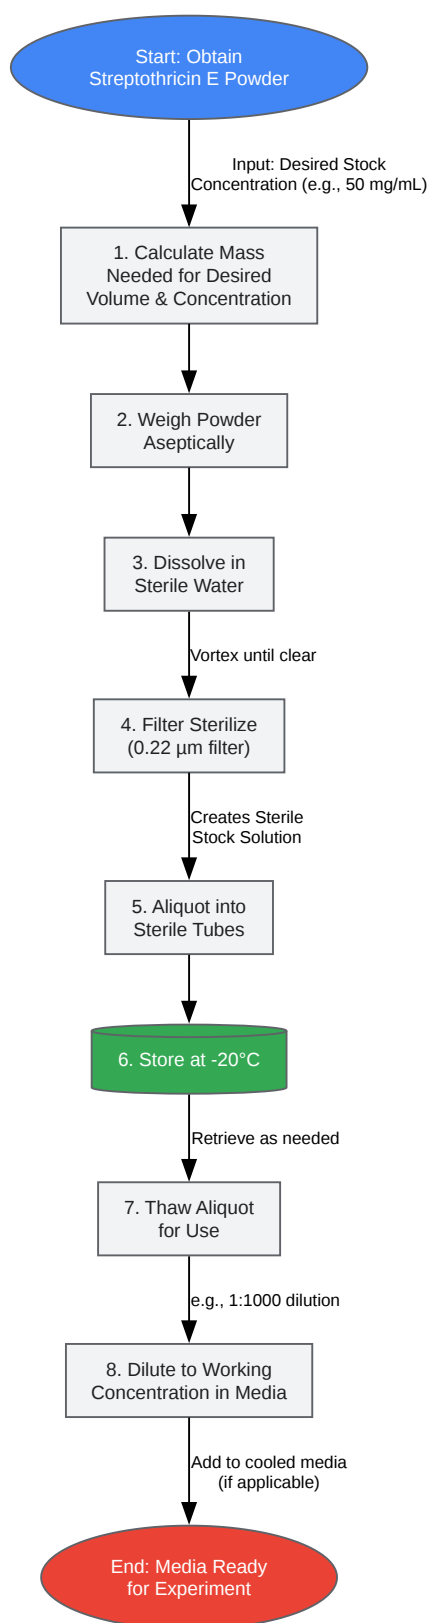 Start: Obtain
Streptothricin E Powder
Input: Desired Stock
Concentration (e.g., 50 mg/mL)
1. Calculate Mass
Needed for Desired
Volume & Concentration
2. Weigh Powder
Aseptically
3. Dissolve in
Sterile Water
Vortex until clear
4. Filter Sterilize
(0.22 µm filter)
Creates Sterile
Stock Solution
5. Aliquot into
Sterile Tubes
6. Store at -20°C
Retrieve as needed
7. Thaw Aliquot
for Use
e.g., 1:1000 dilution
8. Dilute to Working
Concentration in Media
Add to cooled media
(if applicable)
End: Media Ready
for Experiment